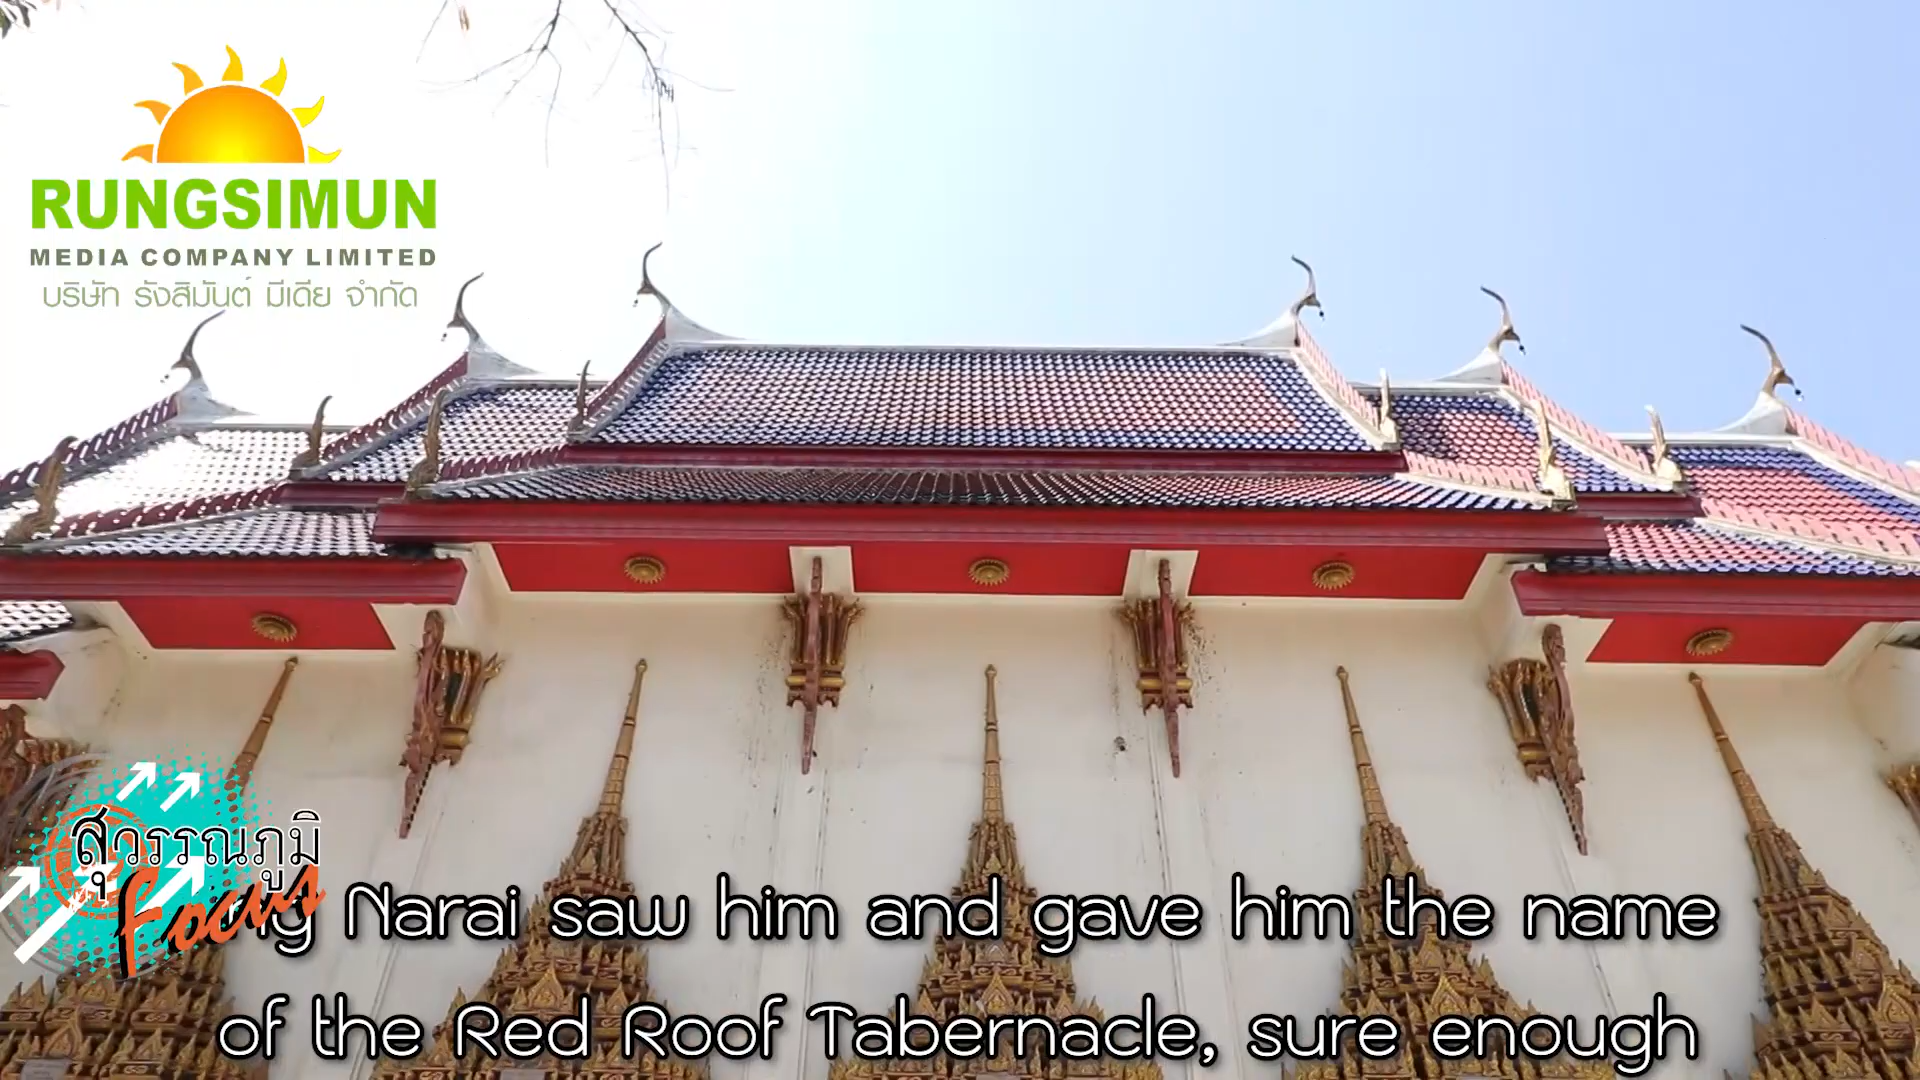 RUNGSIMUN
MEDIA COMPANY LIMITED
บริษัท รังสิมันต์ มีเดีย จำกัด
สุวรรณภูมิ
Focus
Narai saw him and gave him the name
of the Red Roof Tabernacle, sure enough